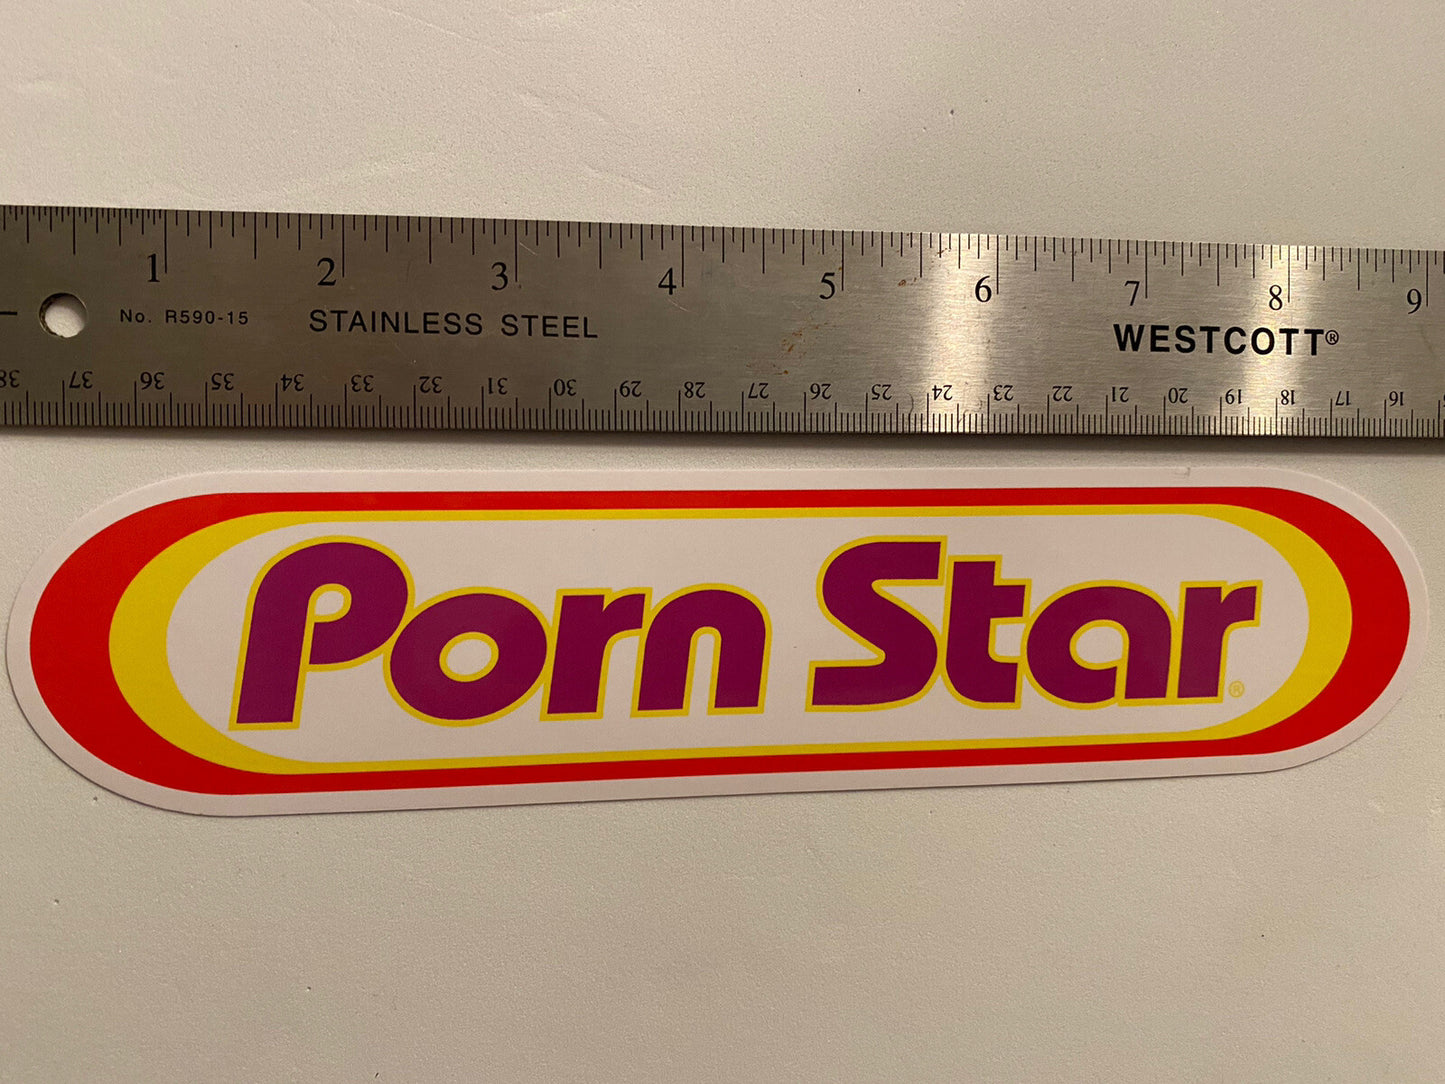 1 2 3 4 5 6 7 8 9
No. R590-15
STAINLESS STEEL
WESTCOTT®
38 37 36 35 34 33 32 31 30 29 28 27 26 25 24 23 22 21 20 19 18 17 16
Porn Star®